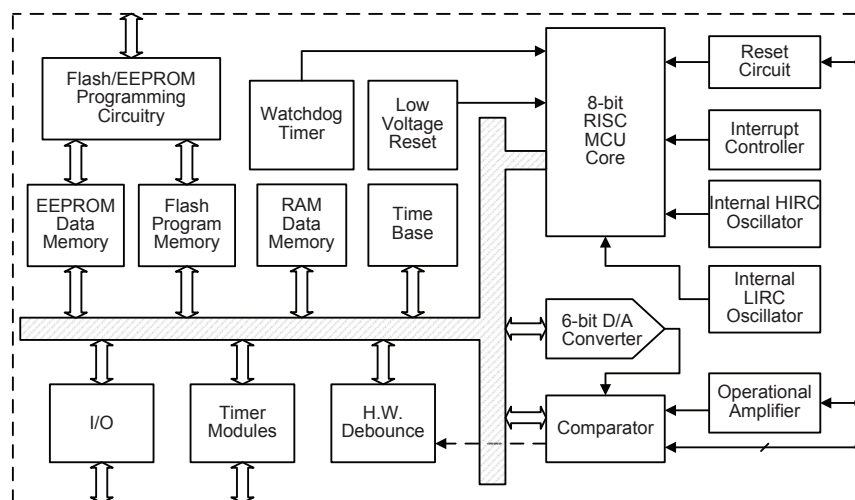 Flash/EEPROM
Programming
Circuitry
Watchdog
Timer
Low
Voltage
Reset
8-bit
RISC
MCU
Core
Reset
Circuit
Interrupt
Controller
EEPROM
Data
Memory
Flash
Program
Memory
RAM
Data
Memory
Time
Base
Internal HIRC
Oscillator
Internal
LIRC
Oscillator
6-bit D/A
Converter
I/O
Timer
Modules
H.W.
Debounce
Comparator
Operational
Amplifier